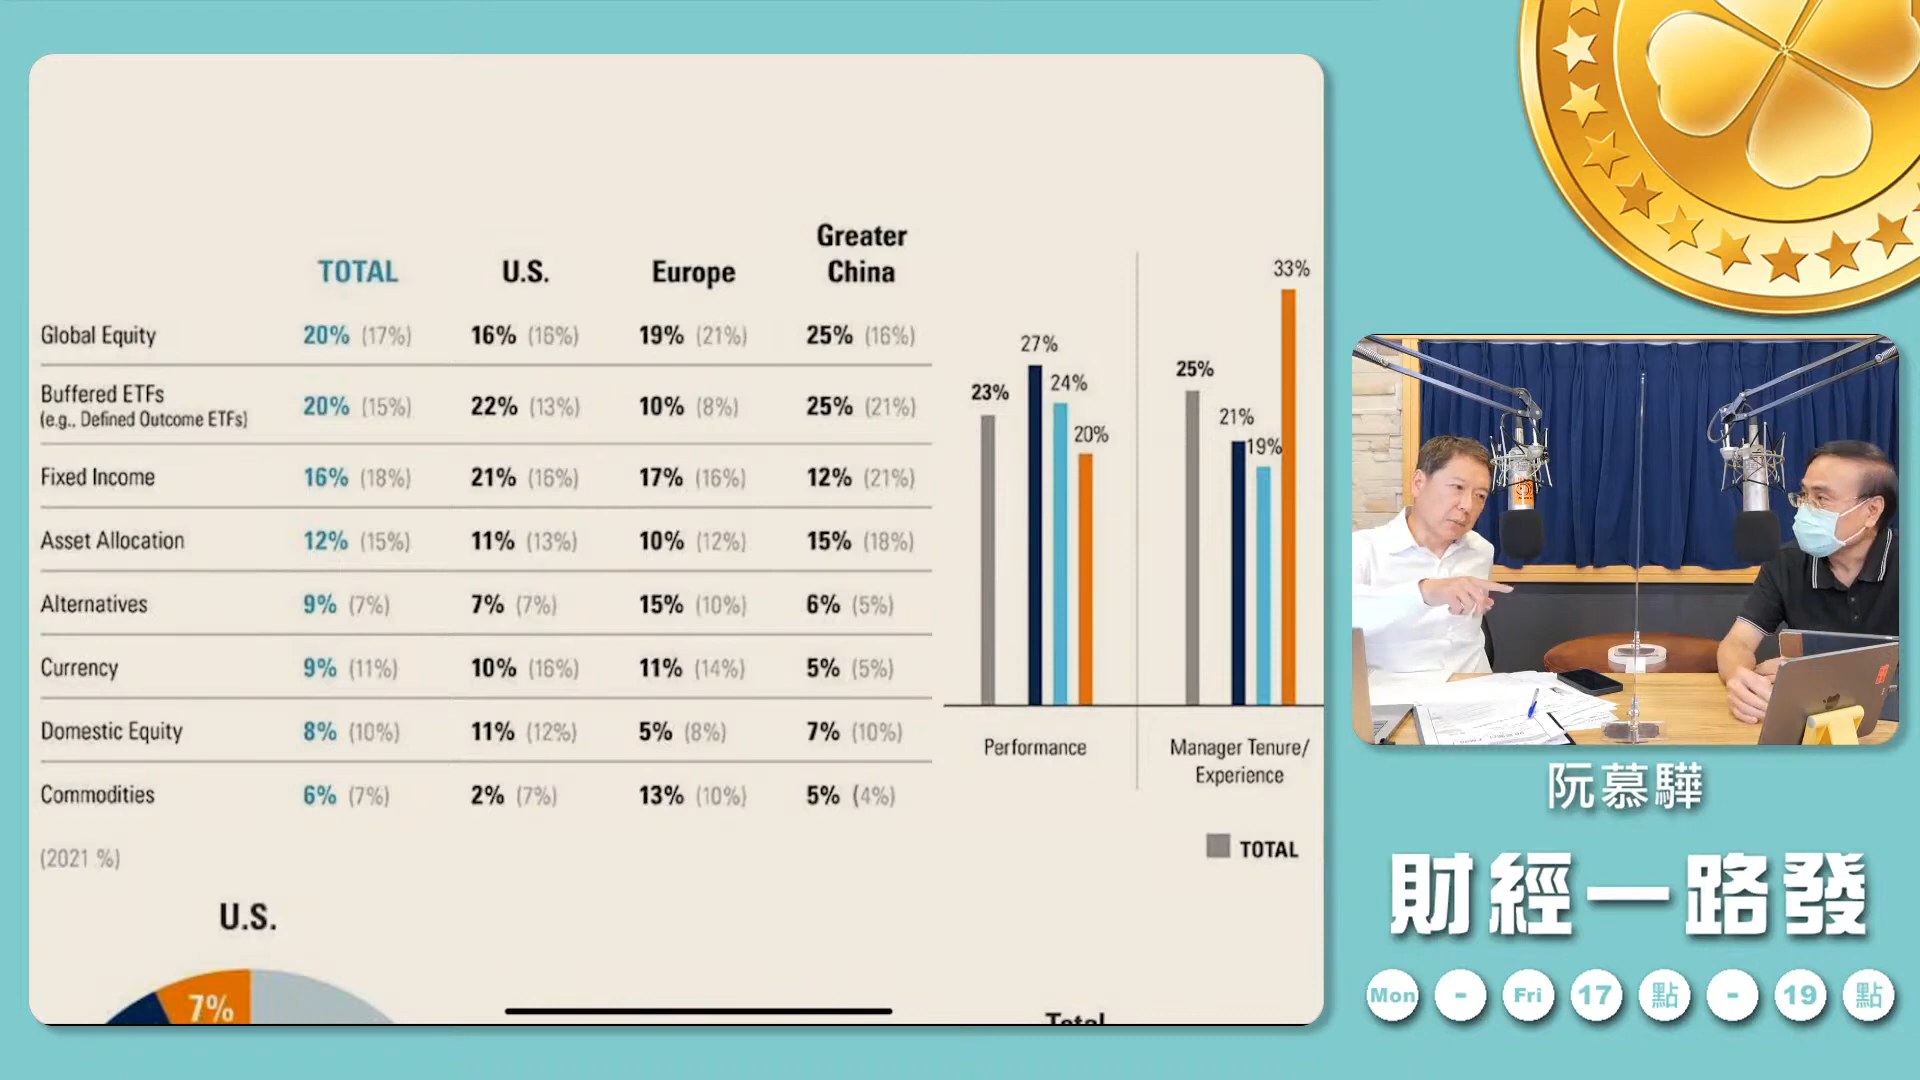 TOTAL U.S. Europe Greater China
Global Equity 20% (17%) 16% (16%) 19% (21%) 25% (16%)
Buffered ETFs 20% (15%) 22% (13%) 10% (8%) 25% (21%)
(e.g., Defined Outcome ETFs)
Fixed Income 16% (18%) 21% (16%) 17% (16%) 12% (21%)
Asset Allocation 12% (15%) 11% (13%) 10% (12%) 15% (18%)
Alternatives 9% (7%) 7% (7%) 15% (10%) 6% (5%)
Currency 9% (11%) 10% (16%) 11% (14%) 5% (5%)
Domestic Equity 8% (10%) 11% (12%) 5% (8%) 7% (10%)
Commodities 6% (7%) 2% (7%) 13% (10%) 5% (4%)
(2021 %)
U.S.
7%
23% 27% 24% 20%
Performance
25% 21% 19% 33%
Manager Tenure/
Experience
TOTAL
Total
阮慕驊
財經一路發
Mon - Fri 17 點 - 19 點